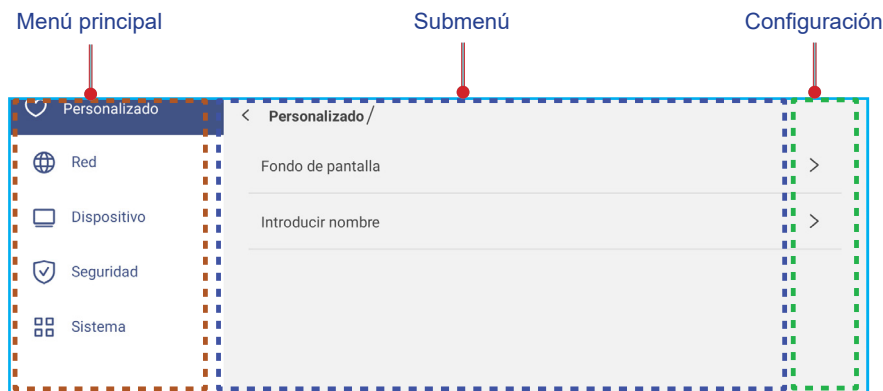 Menú principal
Submenú
Configuración
Personalizado
Personalizado/
Red
Fondo de pantalla
Dispositivo
Introducir nombre
Seguridad
Sistema